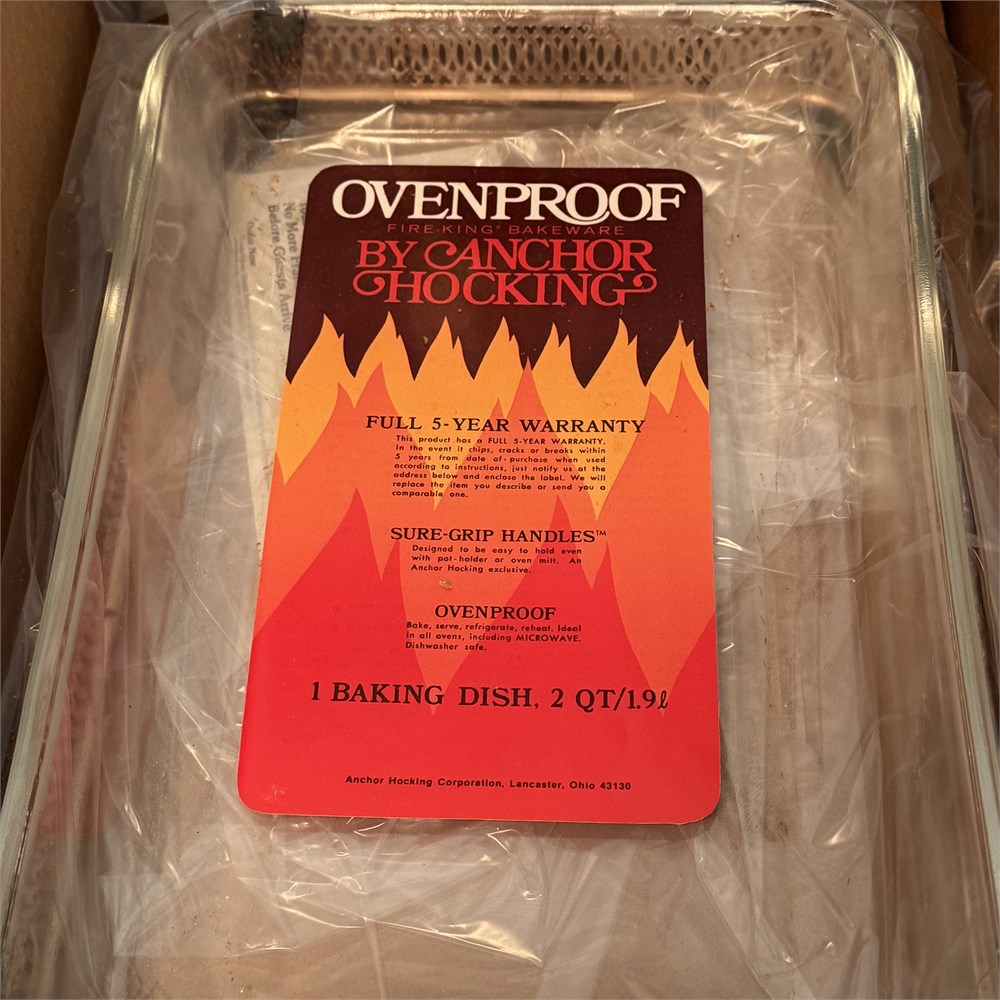 OVENPROOF
FIRE-KING® BAKEWARE
BY ANCHOR
HOCKING
FULL 5-YEAR WARRANTY
This product has a FULL 5-YEAR WARRANTY.
In the event it chips, cracks or breaks within
5 years from date of-purchase when used
according to instructions, just notify us at the
address below and enclose the label. We will
replace the item you describe or send you a
comparable one.
SURE-GRIP HANDLES™
Designed to be easy to hold even
with pot-holder or oven mitt. An
Anchor Hocking exclusive.
OVENPROOF
Bake, serve, refrigerate, reheat. Ideal
in all ovens, including MICROWAVE.
Dishwasher safe.
1 BAKING DISH, 2 QT/1.9ℓ
Anchor Hocking Corporation, Lancaster, Ohio 43130
No More
Before Guests Arrive